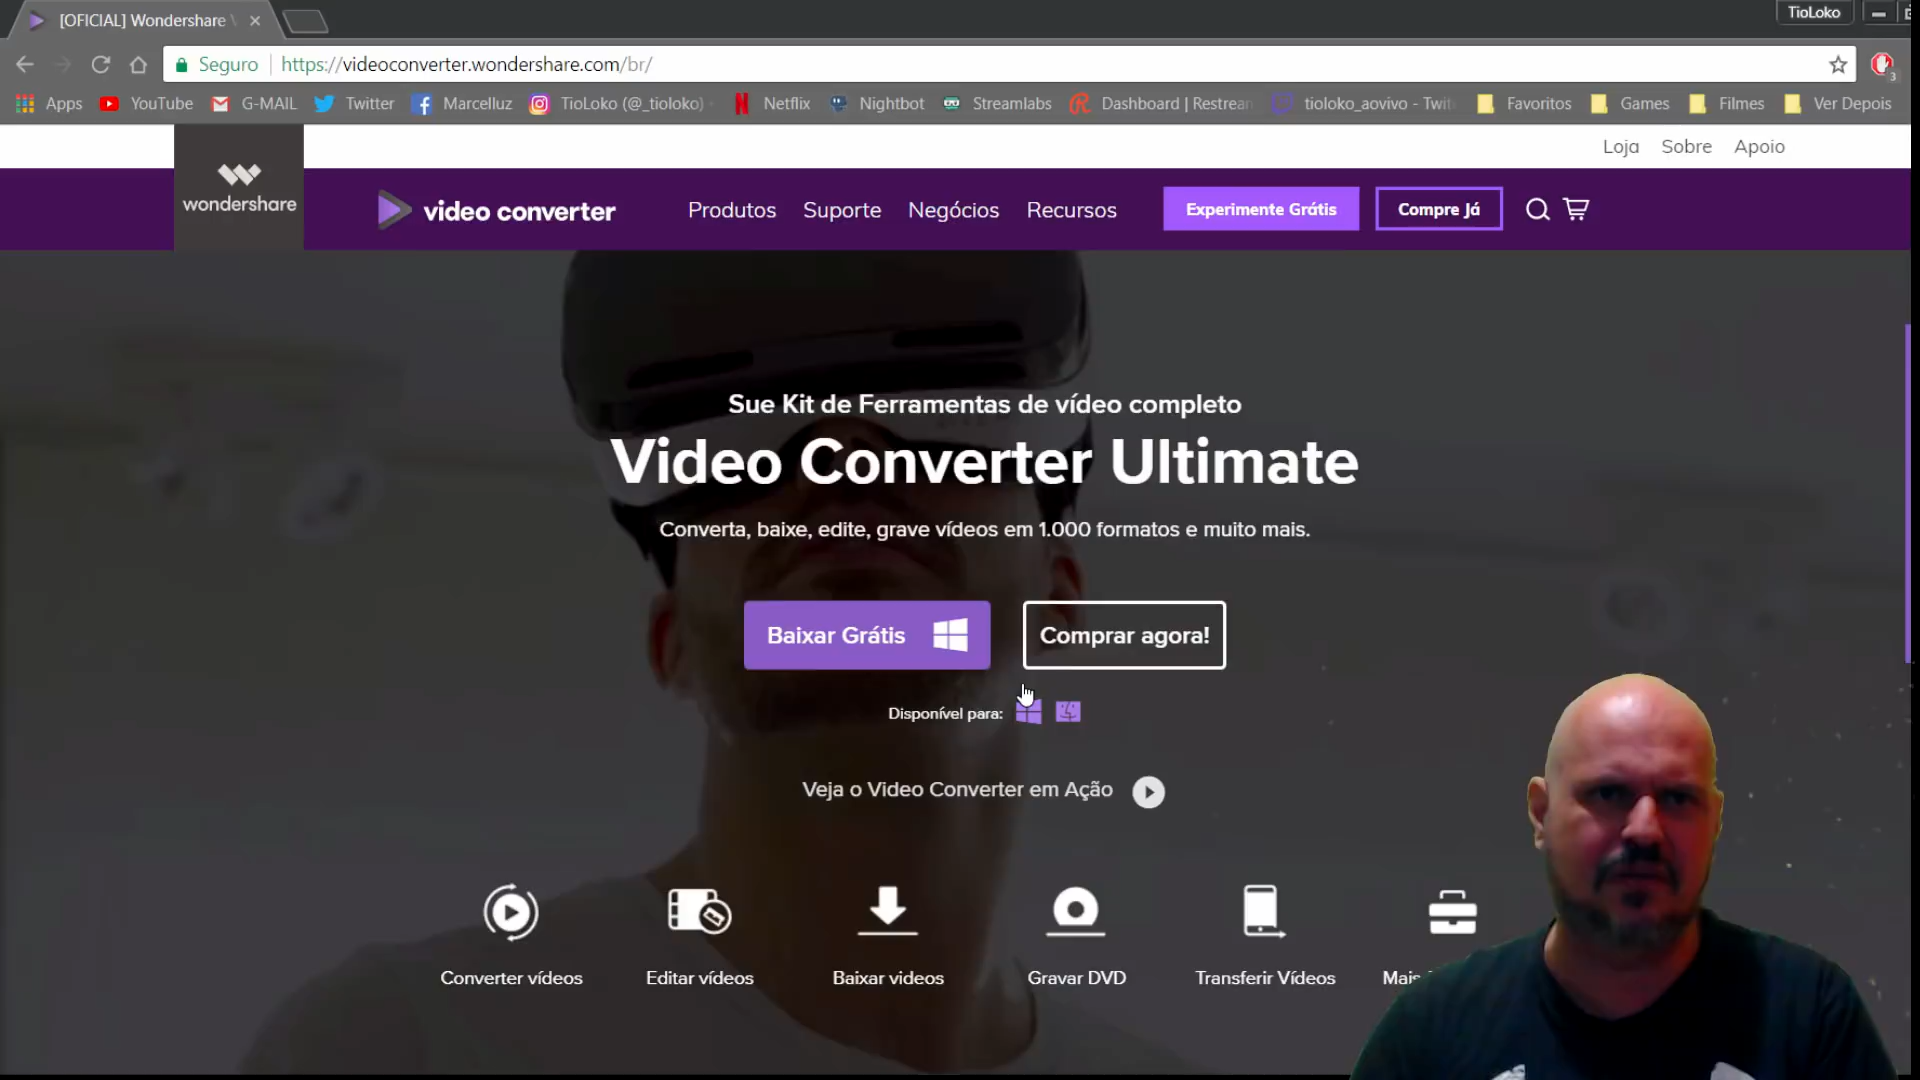 [OFICIAL] Wondershare
TioLoko
Seguro
https://videoconverter.wondershare.com/br/
Apps
YouTube
G-MAIL
Twitter
Marcelluz
TioLoko (@_tioloko)
Netflix
Nightbot
Streamlabs
Dashboard | Restream
tioloko_aovivo - Twit
Favoritos
Games
Filmes
Ver Depois
Loja
Sobre
Apoio
wondershare
video converter
Produtos
Suporte
Negócios
Recursos
Experimente Grátis
Compre Já
Sue Kit de Ferramentas de vídeo completo
Video Converter Ultimate
Converta, baixe, edite, grave vídeos em 1.000 formatos e muito mais.
Baixar Grátis
Comprar agora!
Disponível para:
Veja o Video Converter em Ação
Converter vídeos
Editar vídeos
Baixar videos
Gravar DVD
Transferir Vídeos
Mais